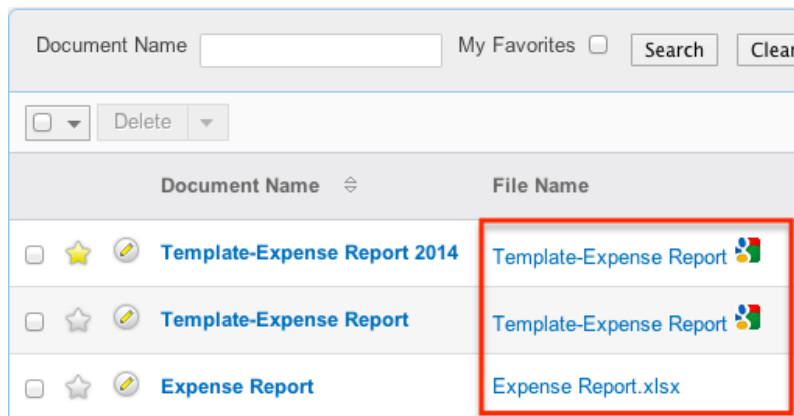 Document Name My Favorites Search Clear
Delete
Document Name File Name
Template-Expense Report 2014 Template-Expense Report
Template-Expense Report Template-Expense Report
Expense Report Expense Report.xlsx